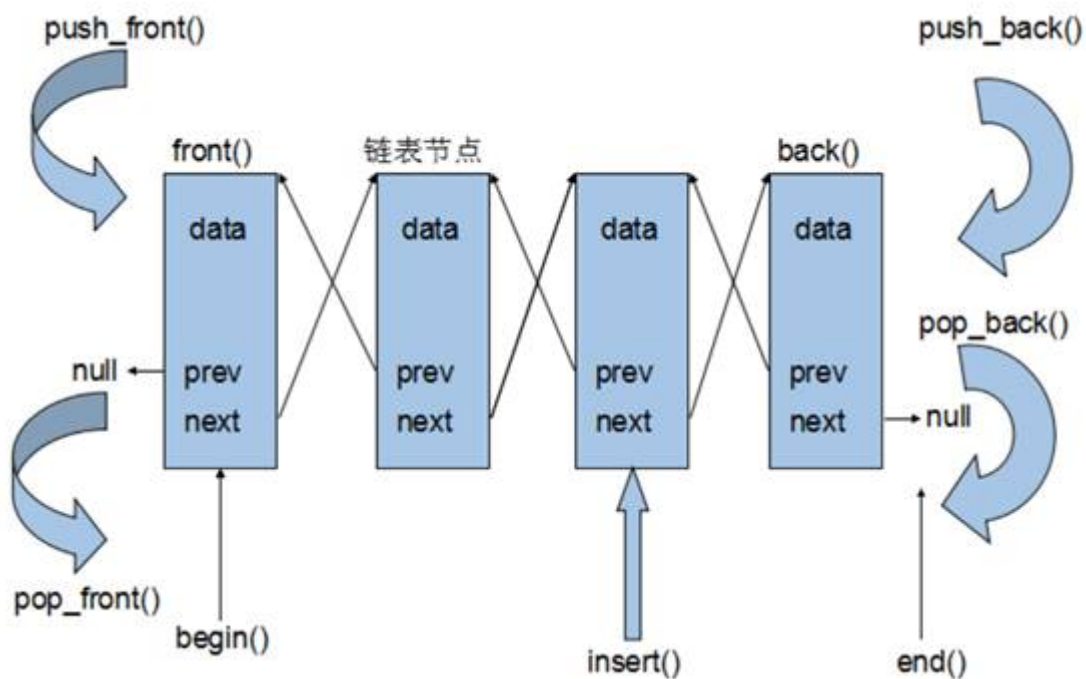 push_front()
push_back()
front()
链表节点
back()
data
data
data
data
pop_back()
null
prev
prev
prev
prev
next
next
next
next
null
pop_front()
begin()
insert()
end()